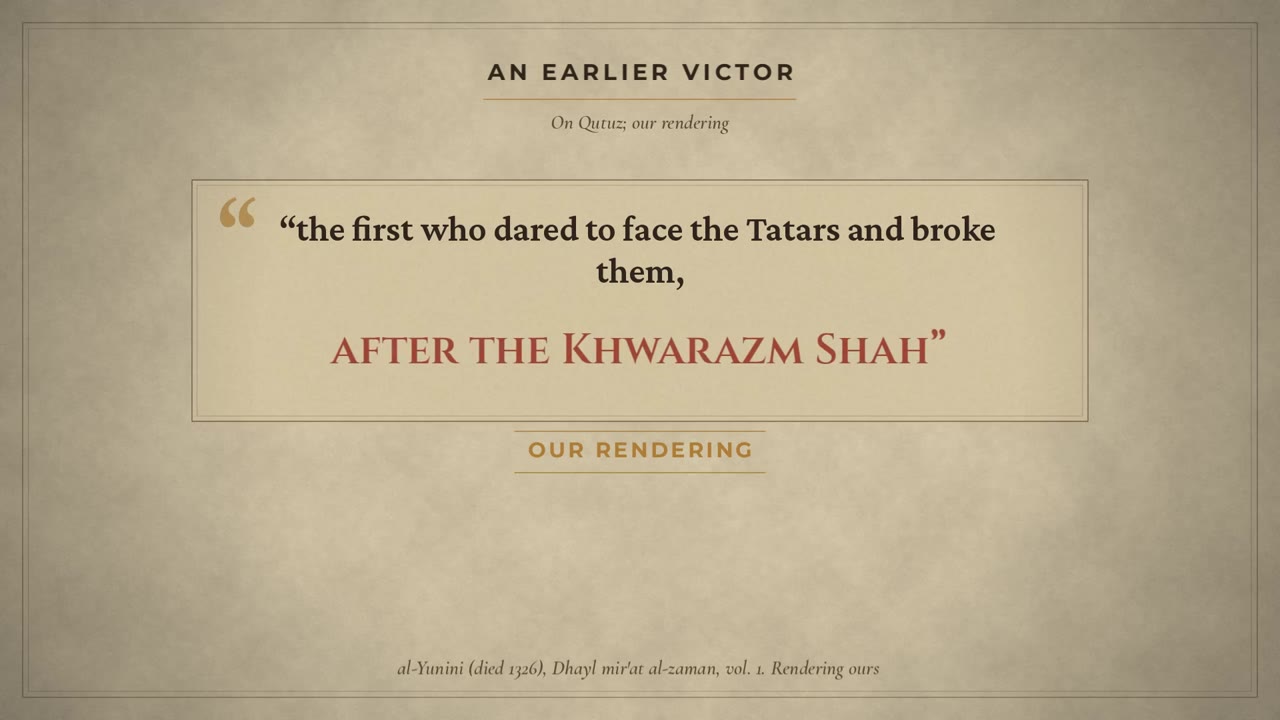 AN EARLIER VICTOR
On Qutuz; our rendering
“
“the first who dared to face the Tatars and broke
them,
AFTER THE KHWARAZM SHAH”
OUR RENDERING
al-Yunini (died 1326), Dhayl mir'at al-zaman, vol. 1. Rendering ours